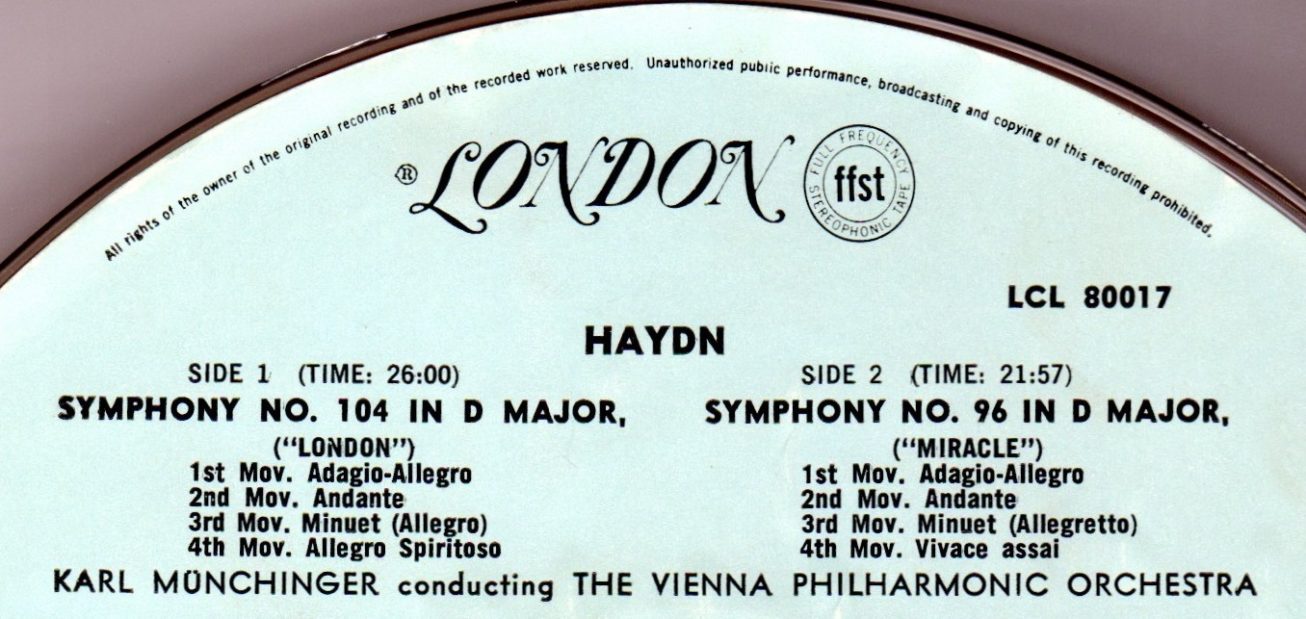 All rights of the owner of the original recording and of the recorded work reserved. Unauthorized public performance, broadcasting and copying of this recording prohibited.
® LONDON
FULL FREQUENCY
ffst
STEREOPHONIC TAPE
LCL 80017
HAYDN
SIDE 1 (TIME: 26:00)
SYMPHONY NO. 104 IN D MAJOR,
("LONDON")
1st Mov. Adagio-Allegro
2nd Mov. Andante
3rd Mov. Minuet (Allegro)
4th Mov. Allegro Spiritoso
SIDE 2 (TIME: 21:57)
SYMPHONY NO. 96 IN D MAJOR,
("MIRACLE")
1st Mov. Adagio-Allegro
2nd Mov. Andante
3rd Mov. Minuet (Allegretto)
4th Mov. Vivace assai
KARL MÜNCHINGER conducting THE VIENNA PHILHARMONIC ORCHESTRA